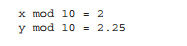 x mod 10 = 2
y mod 10 = 2.25